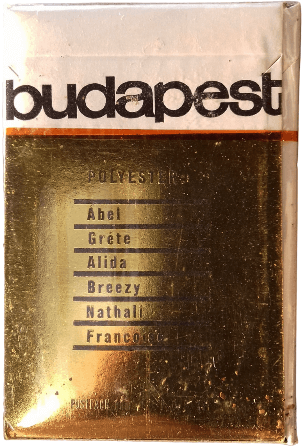 budapest
POLYESTER
Ábel
Gréte
Alida
Breezy
Nathali